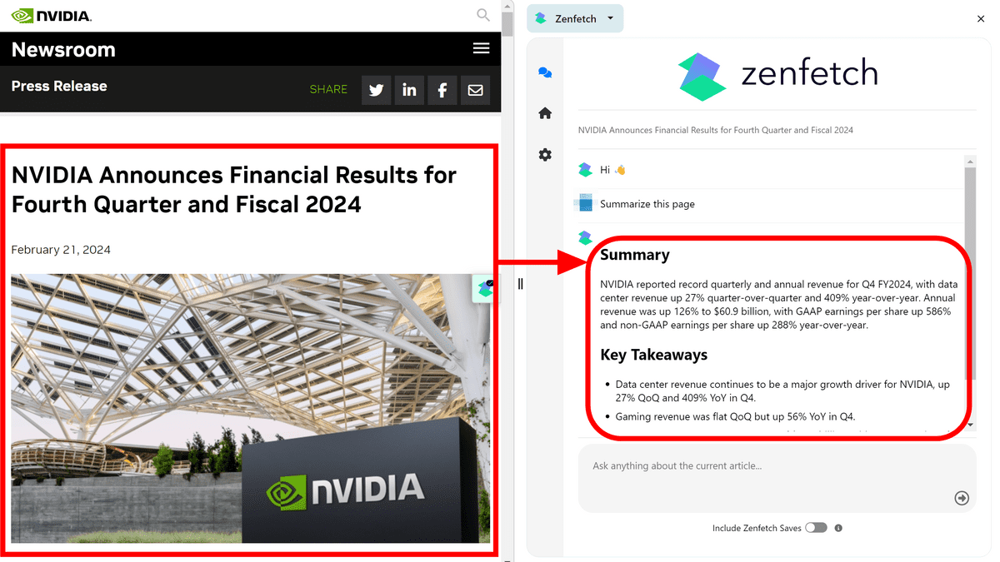 NVIDIA.
Newsroom
Press Release
SHARE
NVIDIA Announces Financial Results for
Fourth Quarter and Fiscal 2024
February 21, 2024
NVIDIA
Zenfetch
zenfetch
NVIDIA Announces Financial Results for Fourth Quarter and Fiscal 2024
Hi 👋
Summarize this page
Summary
NVIDIA reported record quarterly and annual revenue for Q4 FY2024, with data
center revenue up 27% quarter-over-quarter and 409% year-over-year. Annual
revenue was up 126% to $60.9 billion, with GAAP earnings per share up 586%
and non-GAAP earnings per share up 288% year-over-year.
Key Takeaways
• Data center revenue continues to be a major growth driver for NVIDIA, up
27% QoQ and 409% YoY in Q4.
• Gaming revenue was flat QoQ but up 56% YoY in Q4.
Ask anything about the current article...
Include Zenfetch Saves